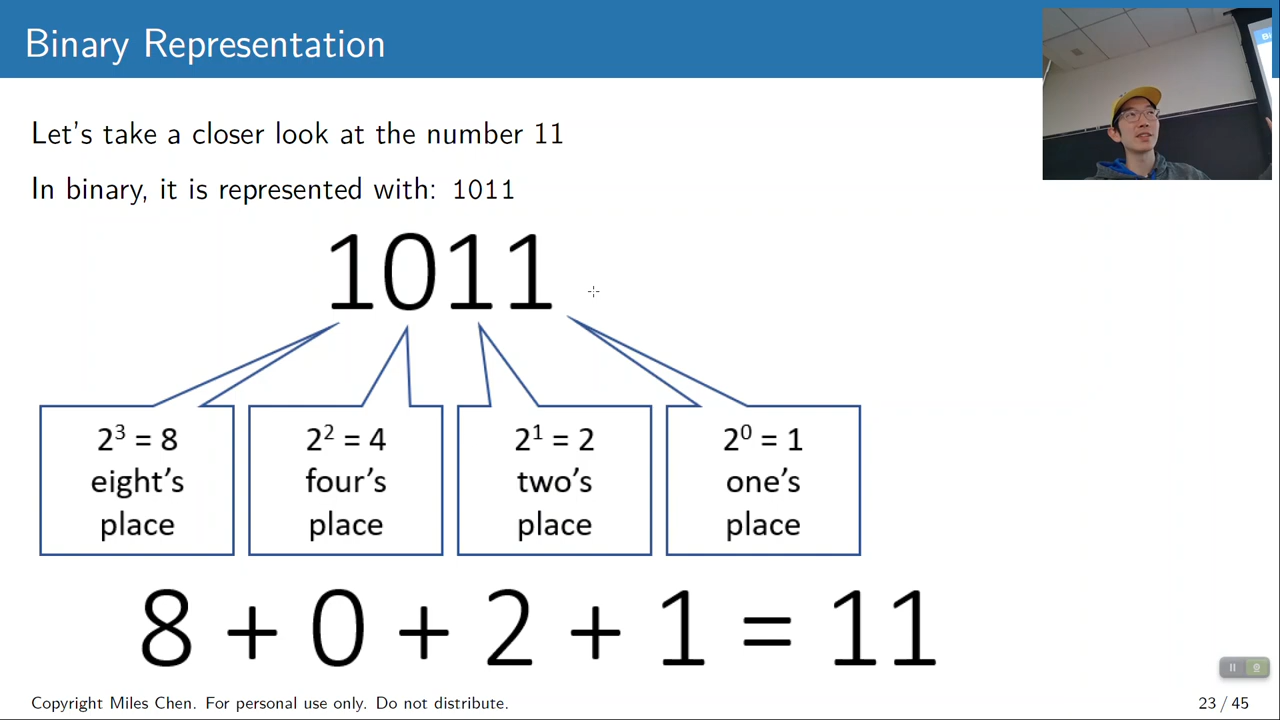 Binary Representation
Let's take a closer look at the number 11
In binary, it is represented with: 1011
1011
2³ = 8
eight's
place
2² = 4
four's
place
2¹ = 2
two's
place
2⁰ = 1
one's
place
8 + 0 + 2 + 1 = 11
Copyright Miles Chen. For personal use only. Do not distribute.
23 / 45